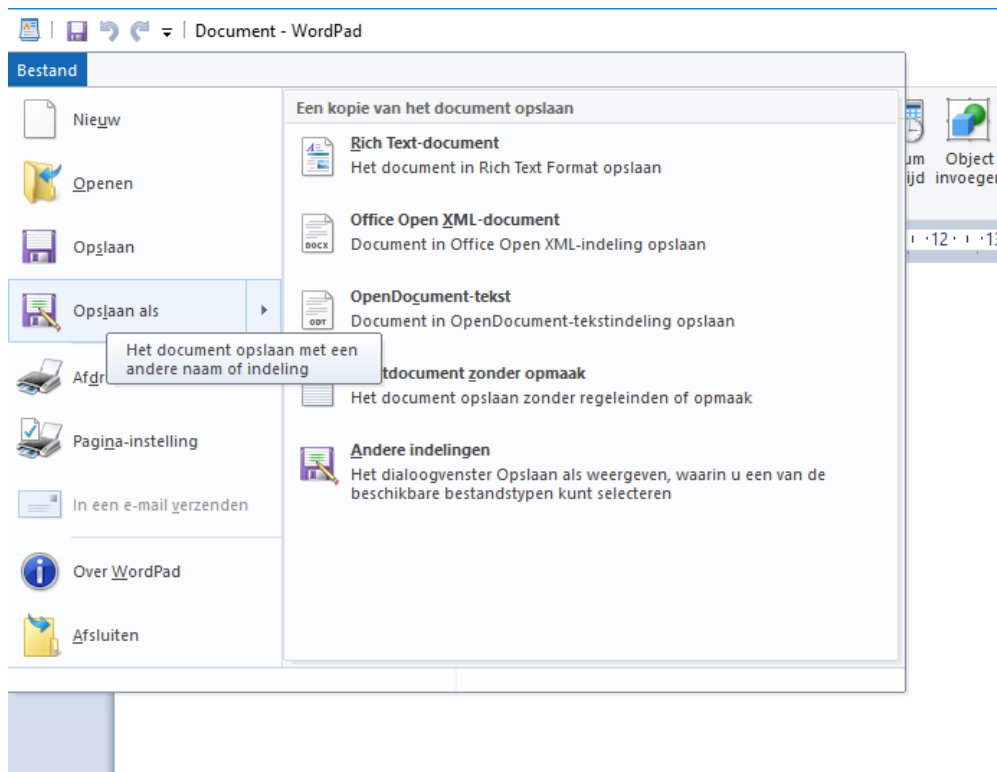 Document - WordPad
Bestand
Nieuw
Openen
Opslaan
Opslaan als
Het document opslaan met een
andere naam of indeling
Pagina-instelling
In een e-mail verzenden
Over WordPad
Afsluiten
Een kopie van het document opslaan
Rich Text-document
Het document in Rich Text Format opslaan
Office Open XML-document
DOCX
Document in Office Open XML-indeling opslaan
OpenDocument-tekst
ODT
Document in OpenDocument-tekstindeling opslaan
zonder opmaak
Het document opslaan zonder regeleinden of opmaak
Andere indelingen
Het dialoogvenster Opslaan als weergeven, waarin u een van de
beschikbare bestandstypen kunt selecteren
Object
12